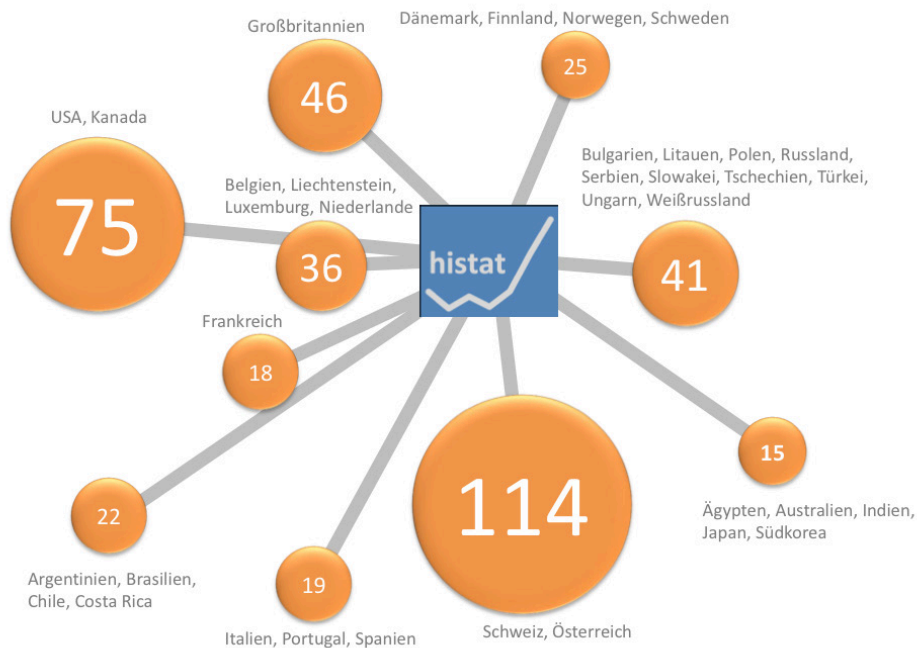 Dänemark, Finnland, Norwegen, Schweden
25
Großbritannien
46
USA, Kanada
75
Belgien, Liechtenstein,
Luxemburg, Niederlande
36
Bulgarien, Litauen, Polen, Russland,
Serbien, Slowakei, Tschechien, Türkei,
Ungarn, Weißrussland
41
histat
Frankreich
18
22
Argentinien, Brasilien,
Chile, Costa Rica
19
Italien, Portugal, Spanien
114
Schweiz, Österreich
15
Ägypten, Australien, Indien,
Japan, Südkorea